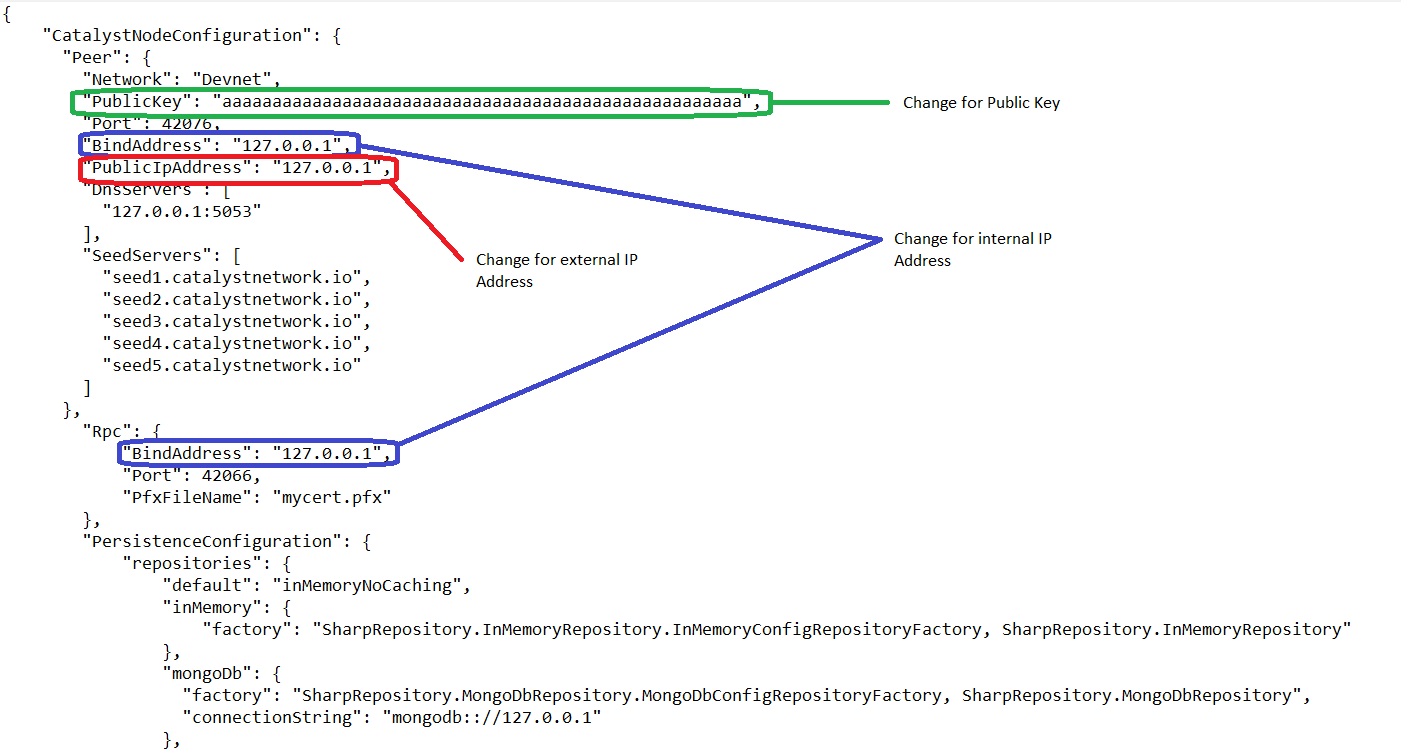 {
"CatalystNodeConfiguration": {
"Peer": {
"Network": "Devnet",
"PublicKey": "aaaaaaaaaaaaaaaaaaaaaaaaaaaaaaaaaaaaaaaaaaaaaaaaaaaa",
Change for Public Key
"Port": 42076,
"BindAddress": "127.0.0.1",
"PublicIpAddress": "127.0.0.1",
"DnsServers": [
"127.0.0.1:5053"
],
Change for internal IP
Address
"SeedServers": [
Change for external IP
Address
"seed1.catalystnetwork.io",
"seed2.catalystnetwork.io",
"seed3.catalystnetwork.io",
"seed4.catalystnetwork.io",
"seed5.catalystnetwork.io"
]
},
"Rpc": {
"BindAddress": "127.0.0.1",
"Port": 42066,
"PfxFileName": "mycert.pfx"
},
"PersistenceConfiguration": {
"repositories": {
"default": "inMemoryNoCaching",
"inMemory": {
"factory": "SharpRepository.InMemoryRepository.InMemoryConfigRepositoryFactory, SharpRepository.InMemoryRepository"
},
"mongoDb": {
"factory": "SharpRepository.MongoDbRepository.MongoDbConfigRepositoryFactory, SharpRepository.MongoDbRepository",
"connectionString": "mongodb:://127.0.0.1"
},